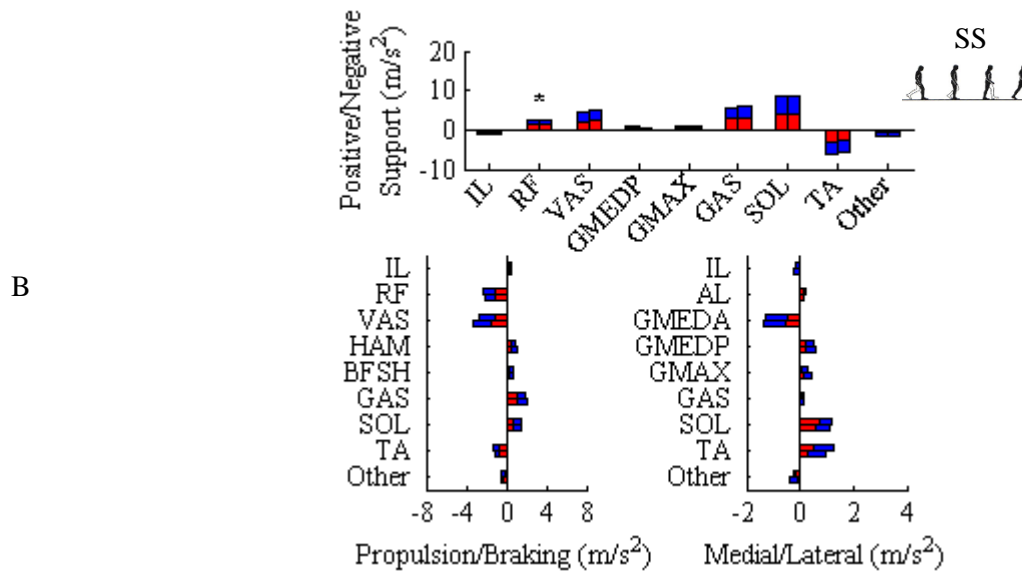 Positive/Negative
Support (m/s²)
SS
20
10
0
-10
*
IL
RF
VAS
GMEDP
GMAX
GAS
SOL
TA
Other
B
IL
RF
VAS
HAM
BFSH
GAS
SOL
TA
Other
-8 -4 0 4 8
Propulsion/Braking (m/s²)
IL
AL
GMEDA
GMEDP
GMAX
GAS
SOL
TA
Other
-2 0 2 4
Medial/Lateral (m/s²)